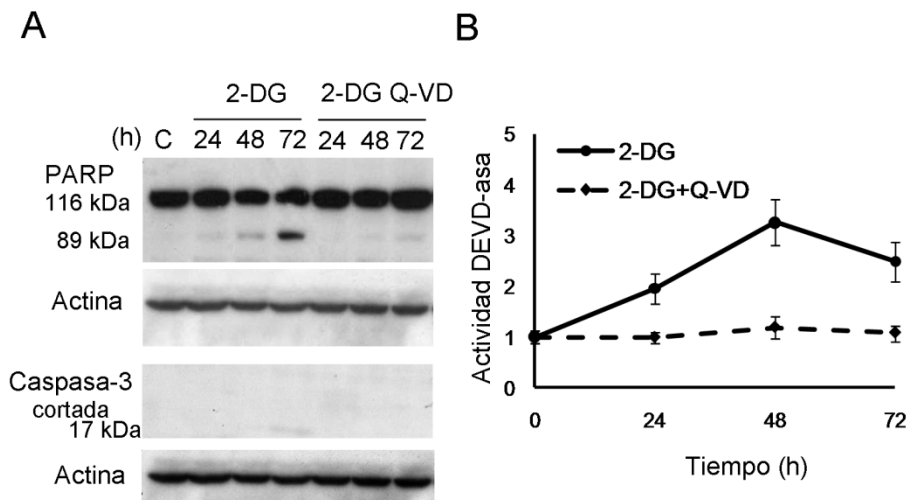 A
2-DG 2-DG Q-VD
(h) C 24 48 72 24 48 72
PARP
116 kDa
89 kDa
Actina
Caspasa-3
cortada
17 kDa
Actina
B
5
4
3
2
1
0
Actividad DEVD-asa
2-DG
2-DG+Q-VD
0 24 48 72
Tiempo (h)